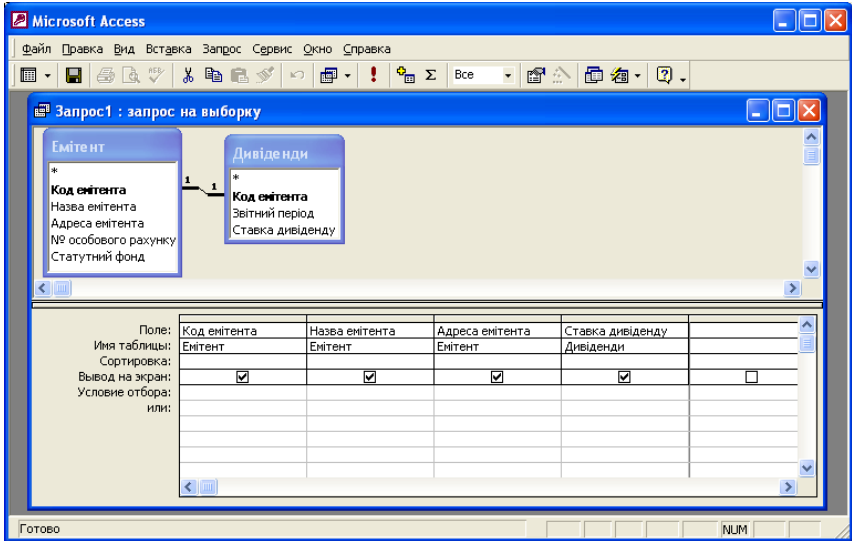 Microsoft Access
Файл Правка Вид Вставка Запрос Сервис Окно Справка
Все
Запрос1 : запрос на выборку
Емітент
*
Код емітента
Назва емітента
Адреса емітента
№ особового рахунку
Статутний фонд
1 1
Дивіденди
*
Код емітента
Звітний період
Ставка дивіденду
Поле: Код емітента Назва емітента Адреса емітента Ставка дивіденду
Имя таблицы: Емітент Емітент Емітент Дивіденди
Сортировка:
Вывод на экран:
Условие отбора:
или:
Готово NUM